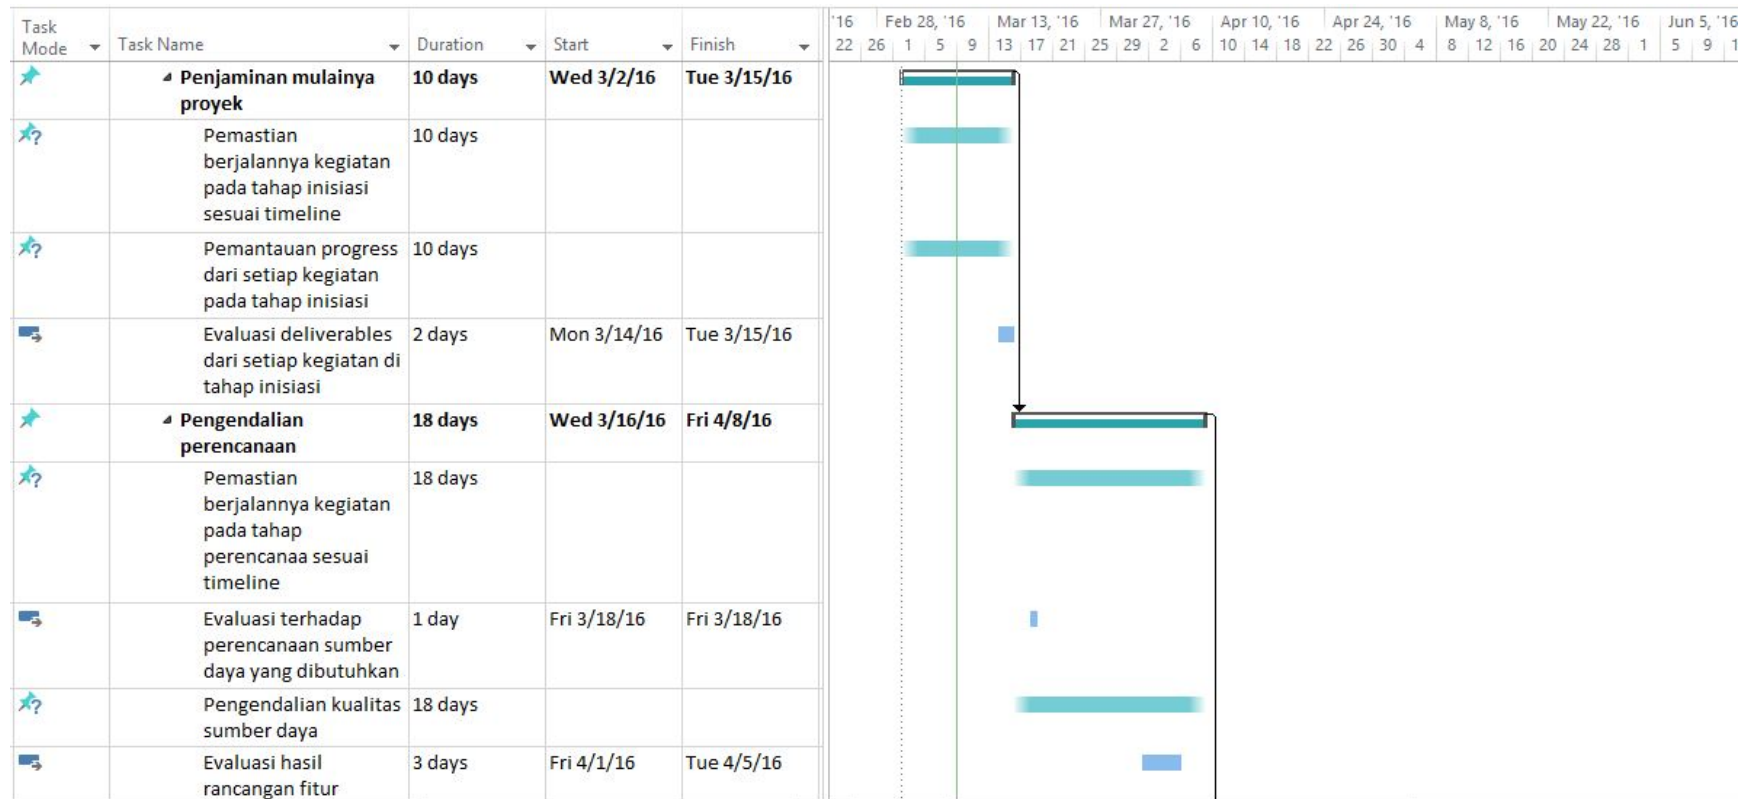 Task
Mode
Task Name
Duration
Start
Finish
'16 Feb 28, '16 Mar 13, '16 Mar 27, '16 Apr 10, '16 Apr 24, '16 May 8, '16 May 22, '16 Jun 5, '16
22 26 1 5 9 13 17 21 25 29 2 6 10 14 18 22 26 30 4 8 12 16 20 24 28 1 5 9 1
Penjaminan mulainya 10 days Wed 3/2/16 Tue 3/15/16
proyek
Pemastian 10 days
berjalannya kegiatan
pada tahap inisiasi
sesuai timeline
Pemantauan progress 10 days
dari setiap kegiatan
pada tahap inisiasi
Evaluasi deliverables 2 days Mon 3/14/16 Tue 3/15/16
dari setiap kegiatan di
tahap inisiasi
Pengendalian 18 days Wed 3/16/16 Fri 4/8/16
perencanaan
Pemastian 18 days
berjalannya kegiatan
pada tahap
perencanaa sesuai
timeline
Evaluasi terhadap 1 day Fri 3/18/16 Fri 3/18/16
perencanaan sumber
daya yang dibutuhkan
Pengendalian kualitas 18 days
sumber daya
Evaluasi hasil 3 days Fri 4/1/16 Tue 4/5/16
rancangan fitur